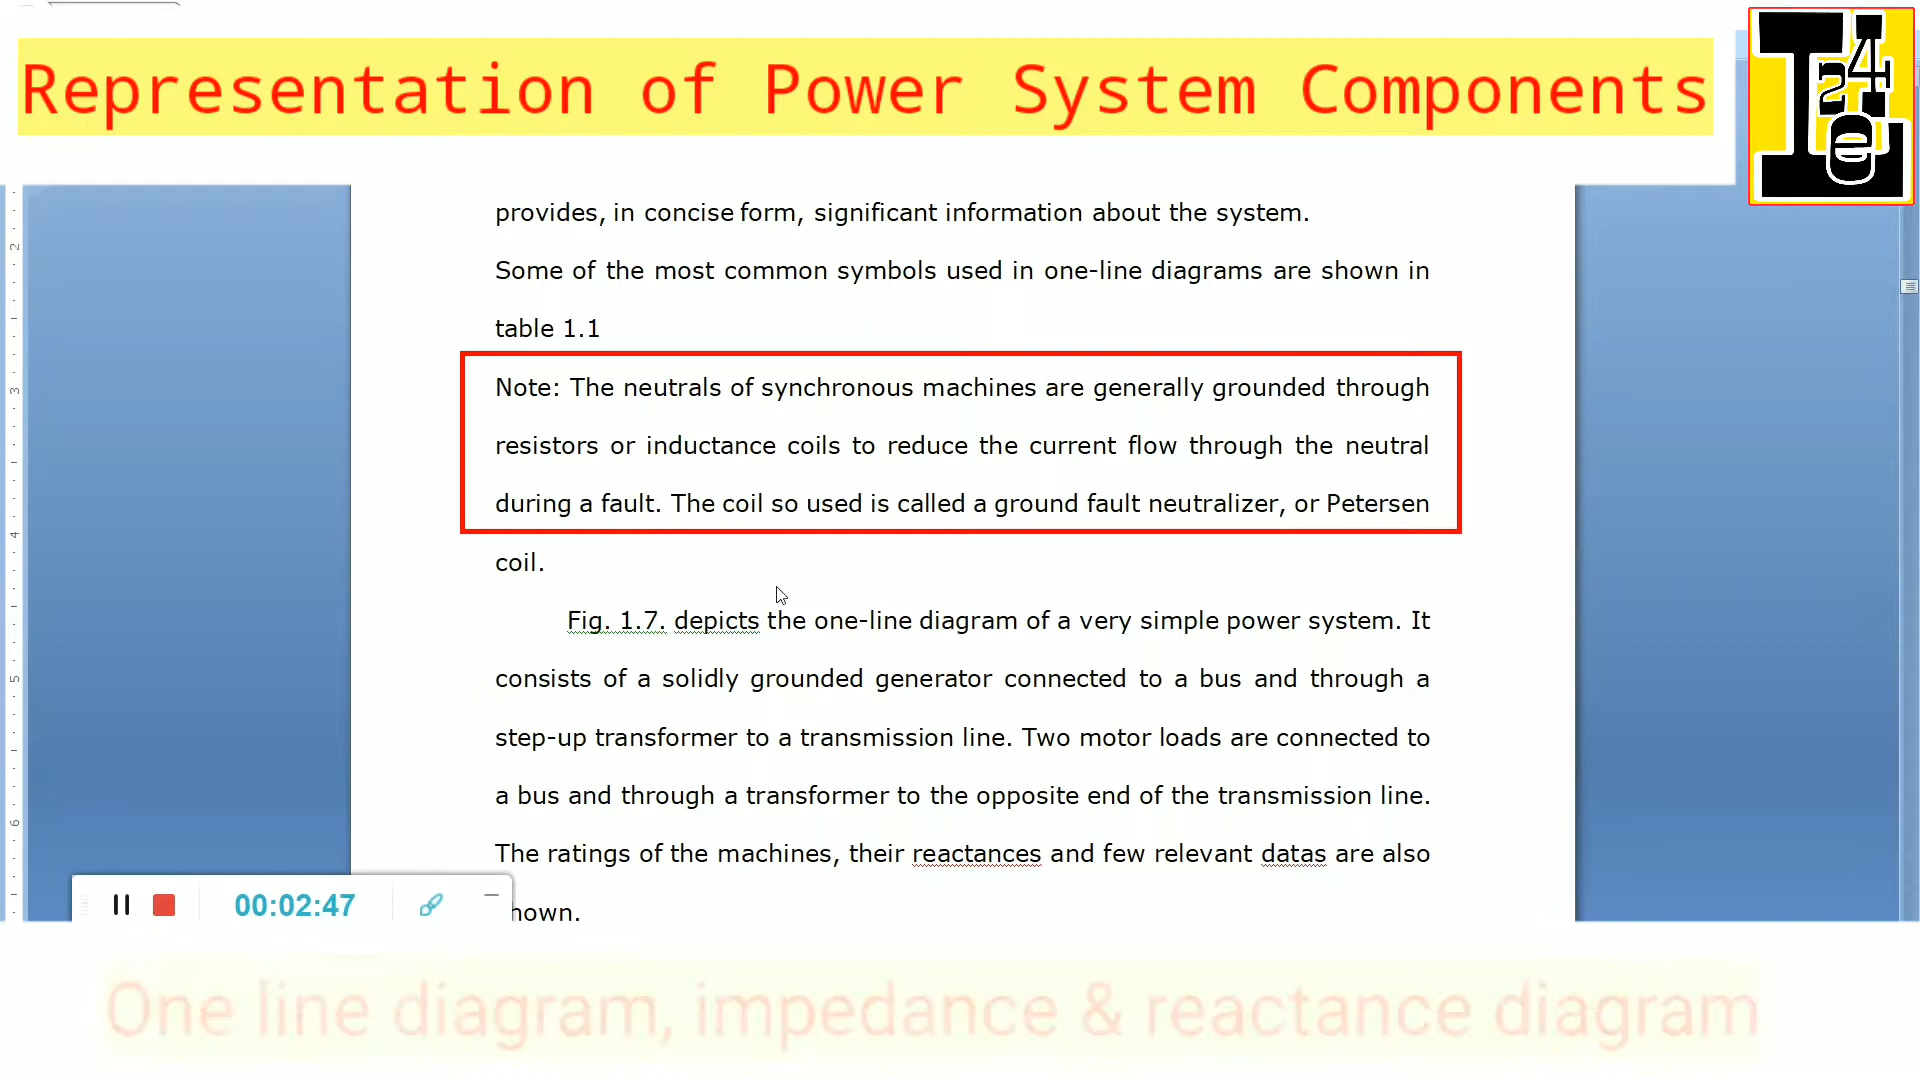 Representation of Power System Components
L24e
provides, in concise form, significant information about the system.
Some of the most common symbols used in one-line diagrams are shown in
table 1.1
Note: The neutrals of synchronous machines are generally grounded through
resistors or inductance coils to reduce the current flow through the neutral
during a fault. The coil so used is called a ground fault neutralizer, or Petersen
coil.
Fig. 1.7. depicts the one-line diagram of a very simple power system. It
consists of a solidly grounded generator connected to a bus and through a
step-up transformer to a transmission line. Two motor loads are connected to
a bus and through a transformer to the opposite end of the transmission line.
The ratings of the machines, their reactances and few relevant datas are also
hown.
2
3
4
5
6
00:02:47
One line diagram, impedance & reactance diagram